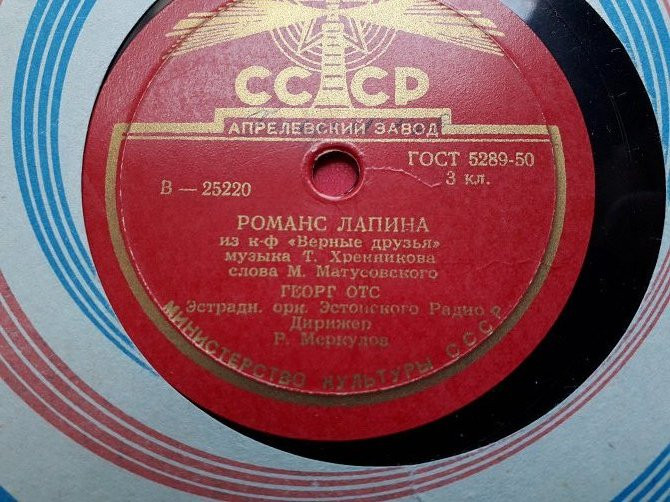 СССР
АПРЕЛЕВСКИЙ ЗАВОД
ГОСТ 5289-50
3 кл.
В — 25220
РОМАНС ЛАПИНА
из к-ф «Верные друзья»
музыка Т. Хренникова
слова М. Матусовского
ГЕОРГ ОТС
Эстрадн. орк. Эстонского Радио
Дирижер
Р. Меркулов
МИНИСТЕРСТВО КУЛЬТУРЫ СССР